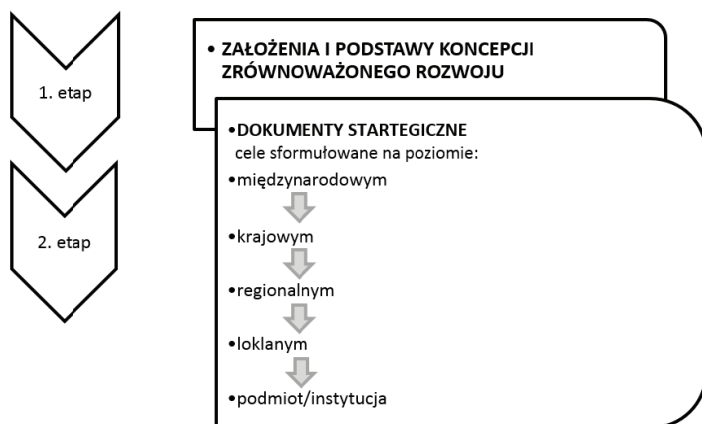 1. etap
• ZAŁOŻENIA I PODSTAWY KONCEPCJI
ZRÓWNOWAŻONEGO ROZWOJU
2. etap
•DOKUMENTY STARTEGICZNE
cele sformułowane na poziomie:
•międzynarodowym
•krajowym
•regionalnym
•loklanym
•podmiot/instytucja